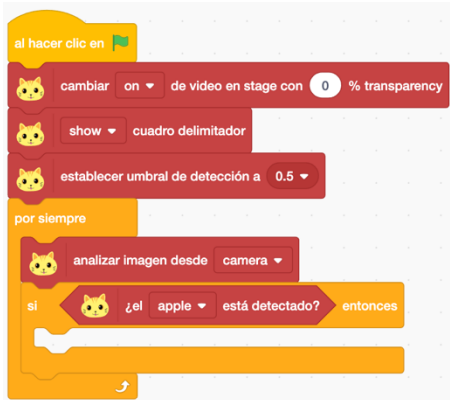 al hacer clic en
cambiar on de video en stage con 0 % transparency
show cuadro delimitador
establecer umbral de detección a 0.5
por siempre
analizar imagen desde camera
si ¿el apple está detectado? entonces